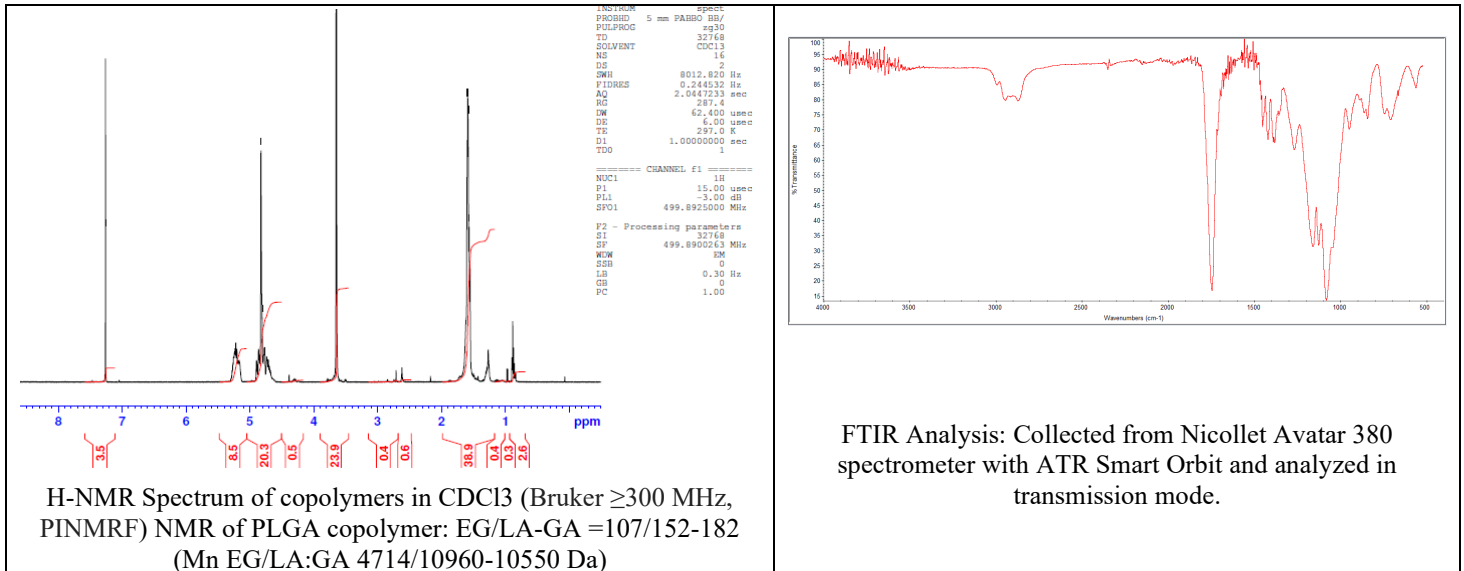 INSTRUM spect
PROBHD 5 mm PABBO BB/
PULPROG zg30
TD 32768
SOLVENT CDCl3
NS 16
DS 2
SWH 8012.820 Hz
FIDRES 0.244532 Hz
AQ 2.0447233 sec
RG 287.4
DW 62.400 usec
DE 6.00 usec
TE 297.0 K
D1 1.00000000 sec
TD0 1
======== CHANNEL f1 ========
NUC1 1H
P1 15.00 usec
PL1 -3.00 dB
SFO1 499.8925000 MHz
F2 - Processing parameters
SI 32768
SF 499.8900263 MHz
WDW EM
SSB 0
LB 0.30 Hz
GB 0
PC 1.00
8 7 6 5 4 3 2 1 ppm
3.5 8.5 20.3 0.5 23.9 0.4 0.6 38.9 0.4 0.3 2.6
H-NMR Spectrum of copolymers in CDCl3 (Bruker ≥300 MHz,
PINMRF) NMR of PLGA copolymer: EG/LA-GA =107/152-182
(Mn EG/LA:GA 4714/10960-10550 Da)
100
95
90
85
80
75
70
65
60
55
50
45
40
35
30
25
20
15
%Transmittance
4000 3500 3000 2500 2000 1500 1000 500
Wavenumbers (cm-1)
FTIR Analysis: Collected from Nicollet Avatar 380
spectrometer with ATR Smart Orbit and analyzed in
transmission mode.